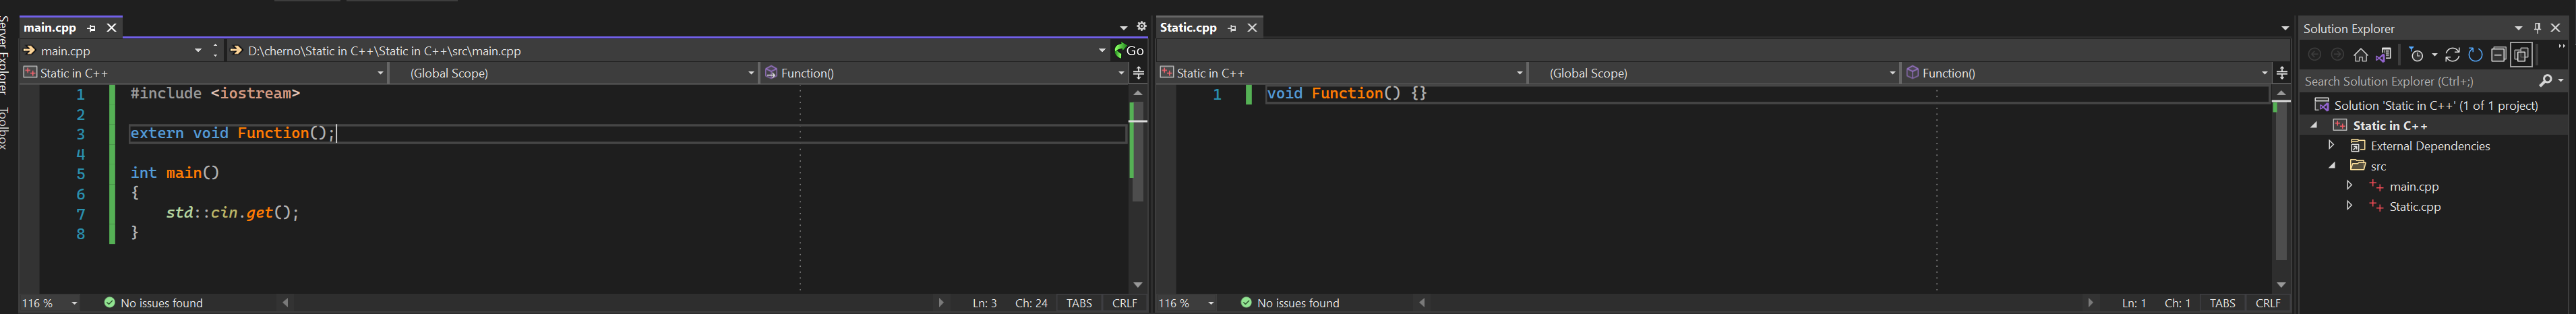 Server Explorer
Toolbox
main.cpp
main.cpp
D:\cherno\Static in C++\Static in C++\src\main.cpp
Go
Static in C++
(Global Scope)
Function()
1 #include <iostream>
2
3 extern void Function();
4
5 int main()
6 {
7 std::cin.get();
8 }
116 %
No issues found
Ln: 3
Ch: 24
TABS
CRLF
Static.cpp
Static in C++
(Global Scope)
Function()
1 void Function() {}
116 %
No issues found
Ln: 1
Ch: 1
TABS
CRLF
Solution Explorer
Search Solution Explorer (Ctrl+;)
Solution 'Static in C++' (1 of 1 project)
Static in C++
External Dependencies
src
main.cpp
Static.cpp